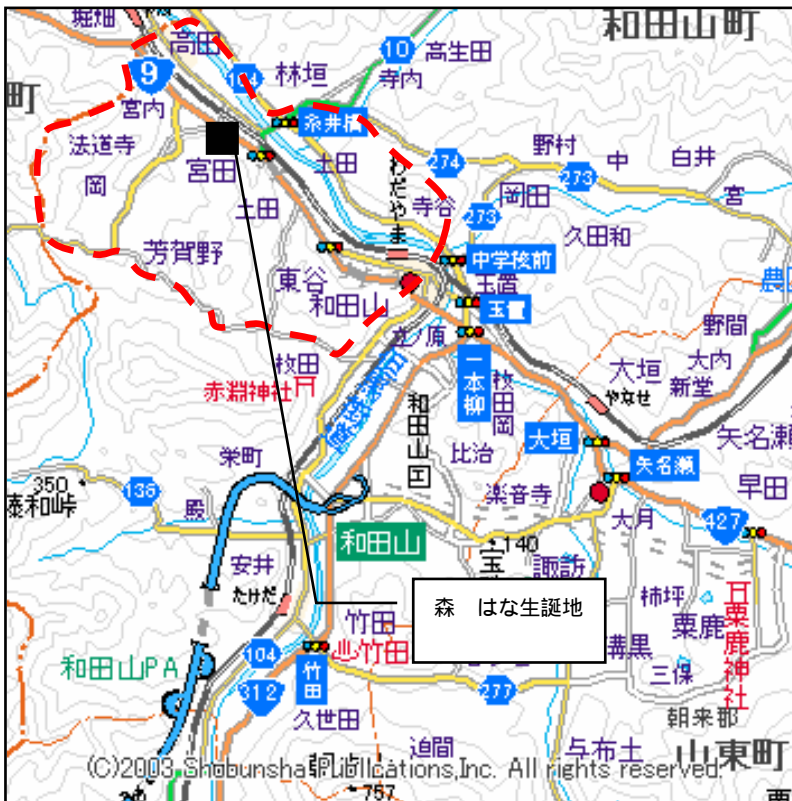 堀畑
高田
和田山町
9
104
林垣
10
高生田
寺内
町
宮内
糸井橋
法道寺
土田
わだやま
274
野村
中
白井
岡
宮田
寺谷
273
岡田
273
宮
土田
久田和
芳賀野
中学校前
東谷
玉置
和田山
玉置
立ノ原
野間
枚田
一本柳
大垣
大内
新堂
赤淵神社
枚田岡
やなせ
和田山
栄町
比治
大垣
矢名瀬
矢名瀬
350
136
楽音寺
早田
殿
大月
427
和田山
140
安井
諏訪
たけだ
森 はな生誕地
柿坪
竹田
粟鹿
粟鹿神社
竹田
溝黒
和田山PA
104
竹田
三保
312
277
久世田
朝来郡
迫間
与布土
山東町
(C)2003 Shobunsha Publications,Inc. All rights reserved.
757